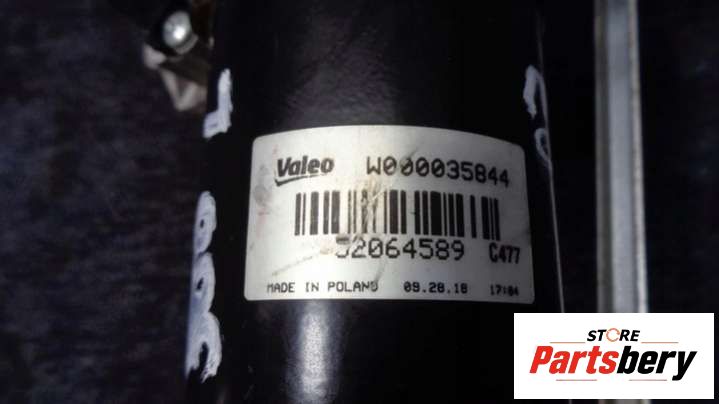 Valeo W000035844
52064589 C477
MADE IN POLAND 09.28.18 17:04
STORE
Partsbery